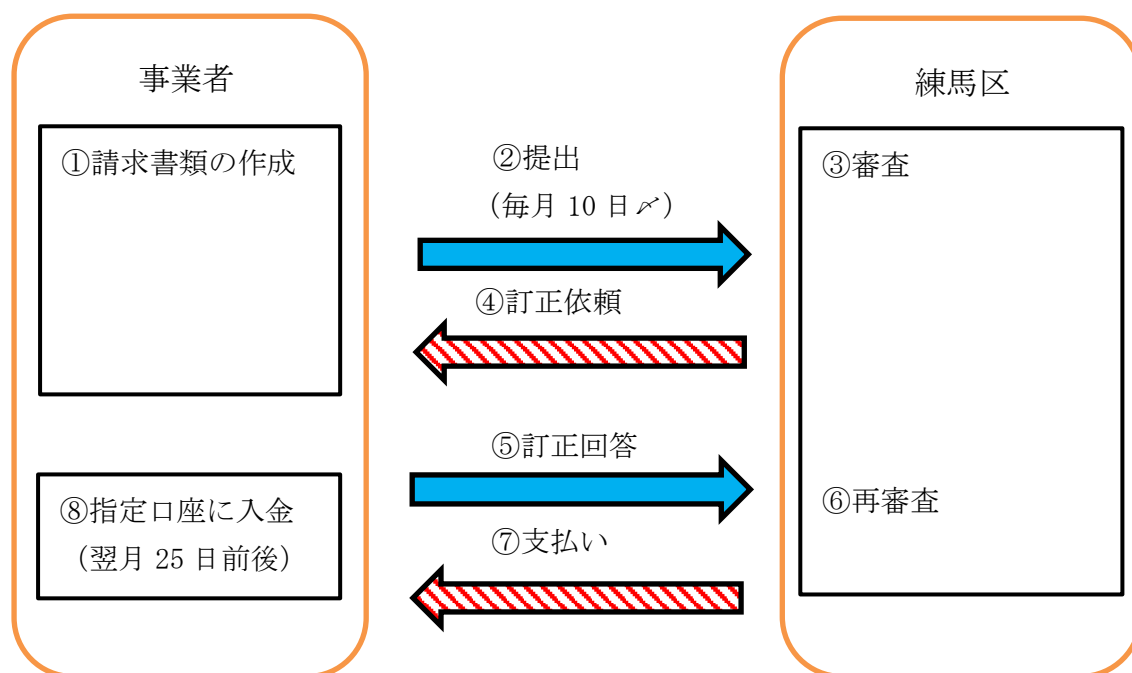 事業者
練馬区
①請求書類の作成
②提出
（毎月 10 日〆）
③審査
④訂正依頼
⑤訂正回答
⑥再審査
⑦支払い
⑧指定口座に入金
（翌月 25 日前後）